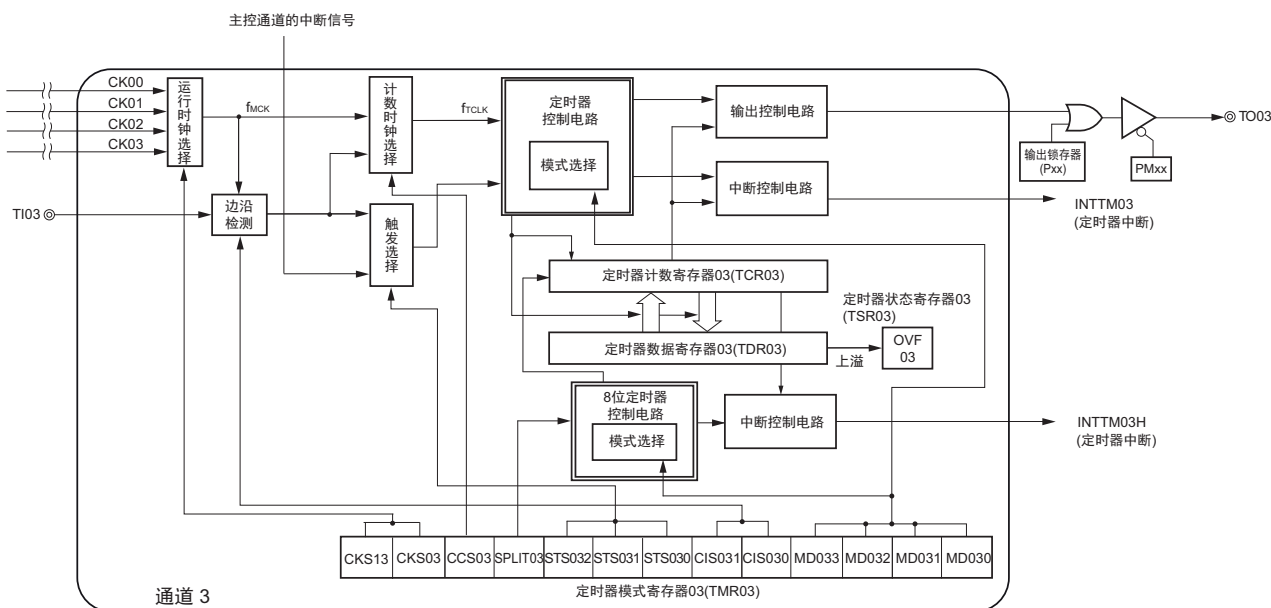 主控通道的中断信号
CK00
CK01
CK02
CK03
运行时钟选择
fMCK
计数时钟选择
fTCLK
定时器
控制电路
模式选择
输出控制电路
TO03
输出锁存器
(Pxx)
PMxx
TI03
边沿
检测
触发选择
中断控制电路
INTTM03
(定时器中断)
定时器计数寄存器03(TCR03)
定时器状态寄存器03
(TSR03)
定时器数据寄存器03(TDR03)
上溢
OVF
03
8位定时器
控制电路
模式选择
中断控制电路
INTTM03H
(定时器中断)
CKS13 CKS03 CCS03 SPLIT03 STS032 STS031 STS030 CIS031 CIS030 MD033 MD032 MD031 MD030
定时器模式寄存器03(TMR03)
通道 3